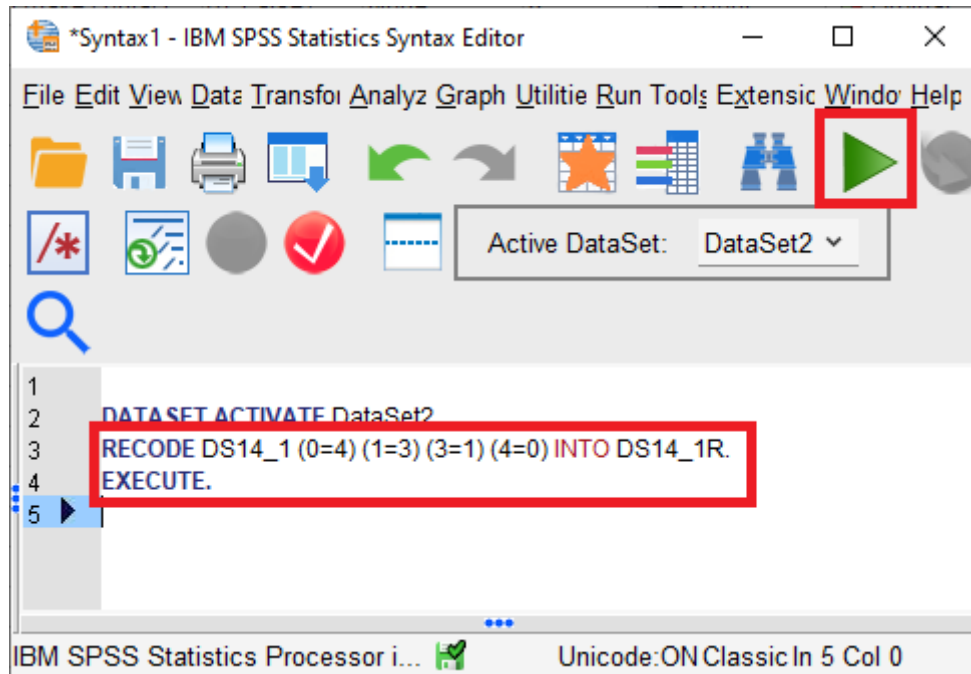 *Syntax1 - IBM SPSS Statistics Syntax Editor
File Edit View Data Transfor Analyz Graph Utilitie Run Tools Extensic Window Help
/*
Active DataSet: DataSet2
1
2 DATASET ACTIVATE DataSet2
3 RECODE DS14_1 (0=4) (1=3) (3=1) (4=0) INTO DS14_1R.
4 EXECUTE.
5
IBM SPSS Statistics Processor i... Unicode:ON Classic ln 5 Col 0